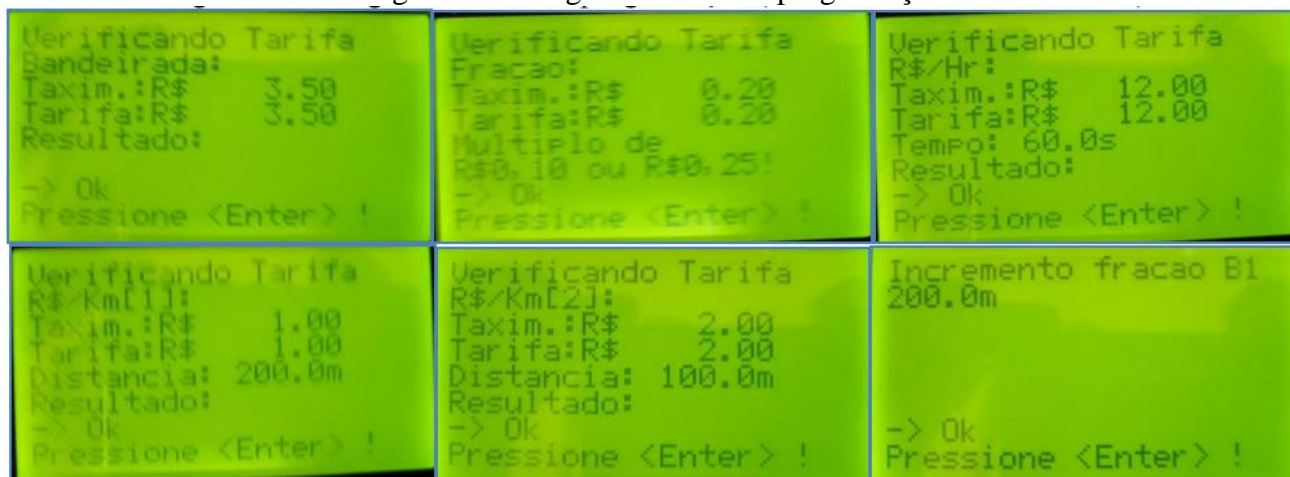 Verificando Tarifa
Bandeirada:
Taxim.:R$ 3.50
Tarifa:R$ 3.50
Resultado:
-> Ok
Pressione <Enter> !
Verificando Tarifa
Fracao:
Taxim.:R$ 0.20
Tarifa:R$ 0.20
Multiplo de
R$0,10 ou R$0,25!
-> Ok
Pressione <Enter> !
Verificando Tarifa
R$/Hr:
Taxim.:R$ 12.00
Tarifa:R$ 12.00
Tempo: 60.0s
Resultado:
-> Ok
Pressione <Enter> !
Verificando Tarifa
R$/Km[1]:
Taxim.:R$ 1.00
Tarifa:R$ 1.00
Distancia: 200.0m
Resultado:
-> Ok
Pressione <Enter> !
Verificando Tarifa
R$/Km[2]:
Taxim.:R$ 2.00
Tarifa:R$ 2.00
Distancia: 100.0m
Resultado:
-> Ok
Pressione <Enter> !
Incremento fracao B1
200.0m
-> Ok
Pressione <Enter> !